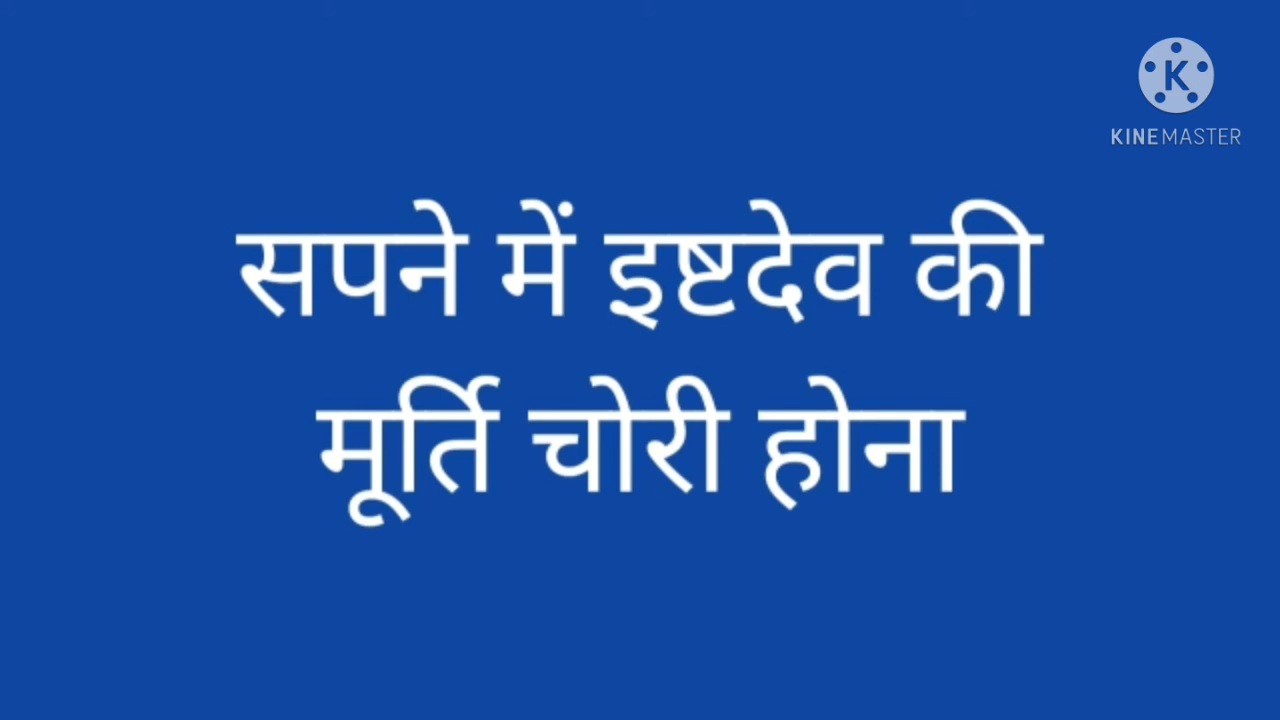 K
KINEMASTER
सपने में इष्टदेव की
मूर्ति चोरी होना